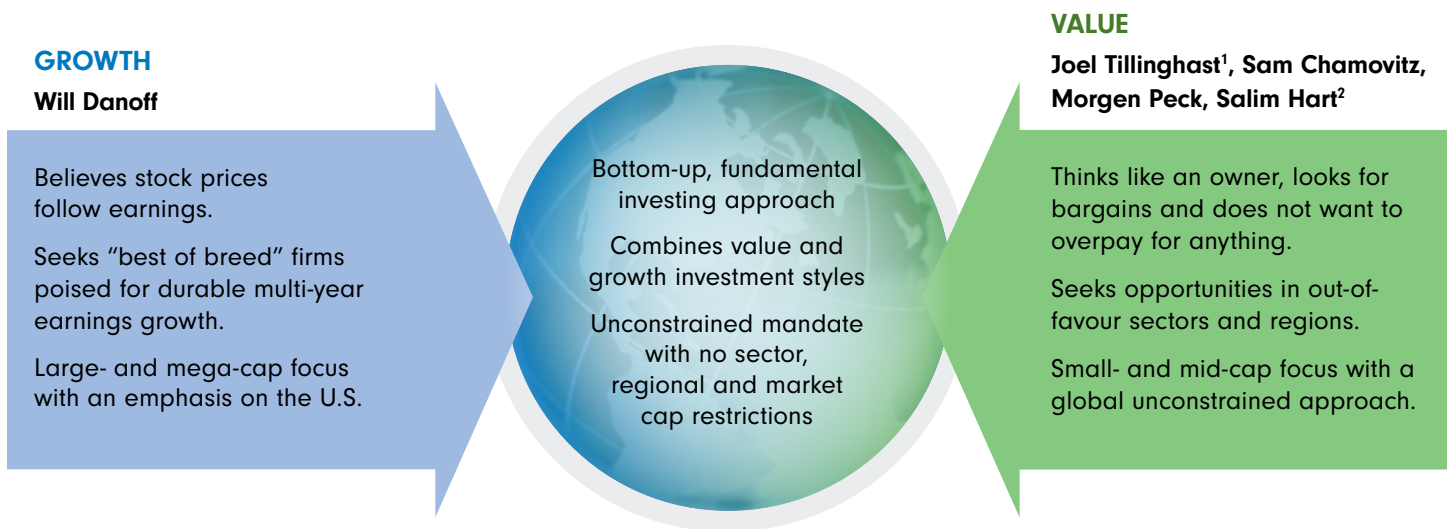 GROWTH
Will Danoff
Believes stock prices
follow earnings.
Seeks “best of breed” firms
poised for durable multi-year
earnings growth.
Large- and mega-cap focus
with an emphasis on the U.S.
Bottom-up, fundamental
investing approach
Combines value and
growth investment styles
Unconstrained mandate
with no sector,
regional and market
cap restrictions
VALUE
Joel Tillinghast¹, Sam Chamovitz,
Morgen Peck, Salim Hart²
Thinks like an owner, looks for
bargains and does not want to
overpay for anything.
Seeks opportunities in out-of-
favour sectors and regions.
Small- and mid-cap focus with a
global unconstrained approach.